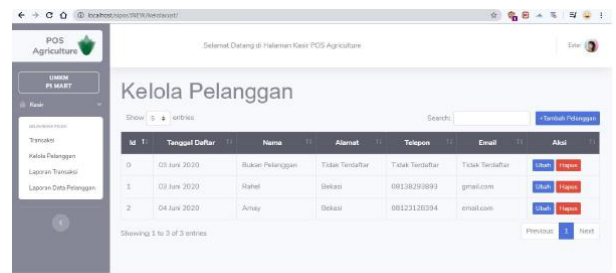 POS
Agriculture
Selamat Datang di Halaman Kasir POS Agriculture
UMKM
PI MART
Kasir
Transaksi
Kelola Pelanggan
Laporan Transaksi
Laporan Data Pelanggan
Kelola Pelanggan
Show 5 entries
Search:
+Tambah Pelanggan
Id Tanggal Daftar Nama Alamat Telepon Email Aksi
0 03 Juni 2020 Bukan Pelanggan Tidak Terdaftar Tidak Terdaftar Tidak Terdaftar Ubah Hapus
1 03 Juni 2020 Rahel Bekasi 08138293893 gmail.com Ubah Hapus
2 04 Juni 2020 Amay Bekasi 08123120394 gmail.com Ubah Hapus
Showing 1 to 3 of 3 entries
Previous 1 Next